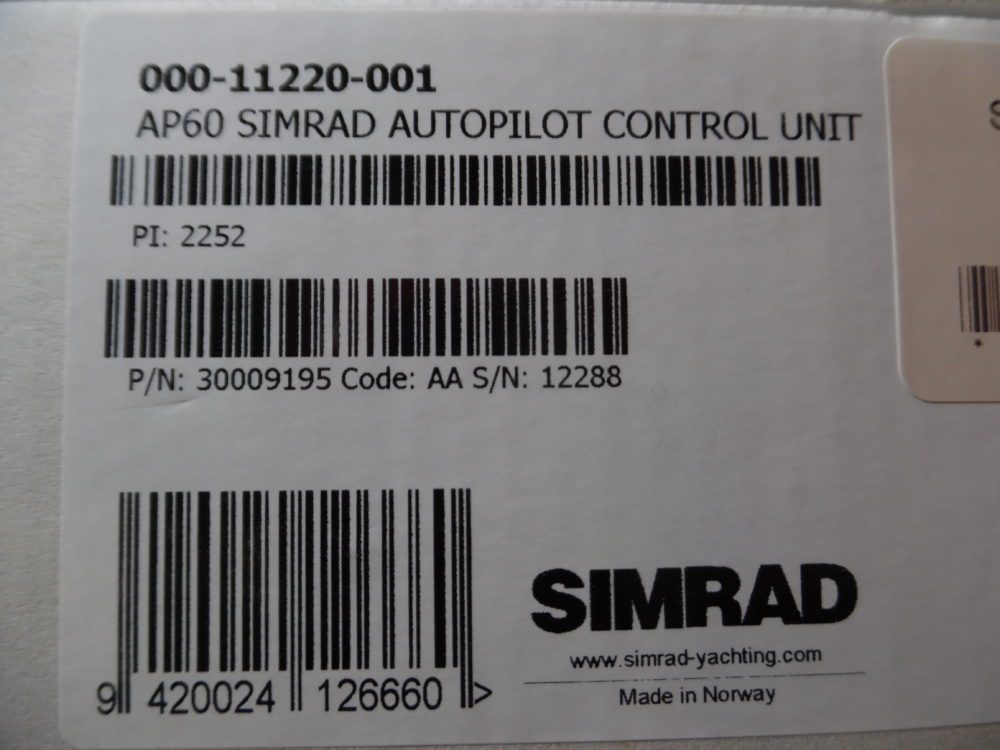 000-11220-001
AP60 SIMRAD AUTOPILOT CONTROL UNIT
PI: 2252
P/N: 30009195 Code: AA S/N: 12288
9 420024 126660 >
SIMRAD
www.simrad-yachting.com
Made in Norway
S
*